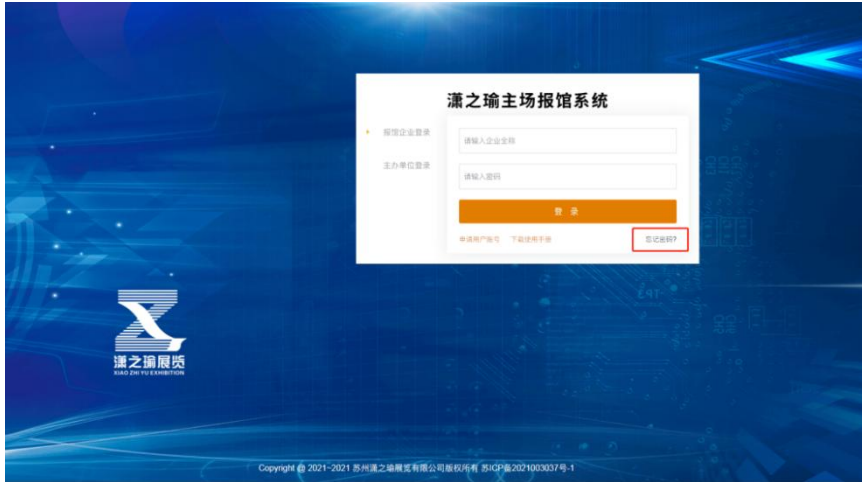 潇之瑜主场报馆系统
报馆企业登录
请输入企业全称
主办单位登录
请输入密码
登 录
申请用户账号 下载使用手册 忘记密码?
潇之瑜展览
XIAO ZHI YU EXHIBITION
Copyright @ 2021-2021 苏州潇之瑜展览有限公司版权所有 苏ICP备2021003037号-1